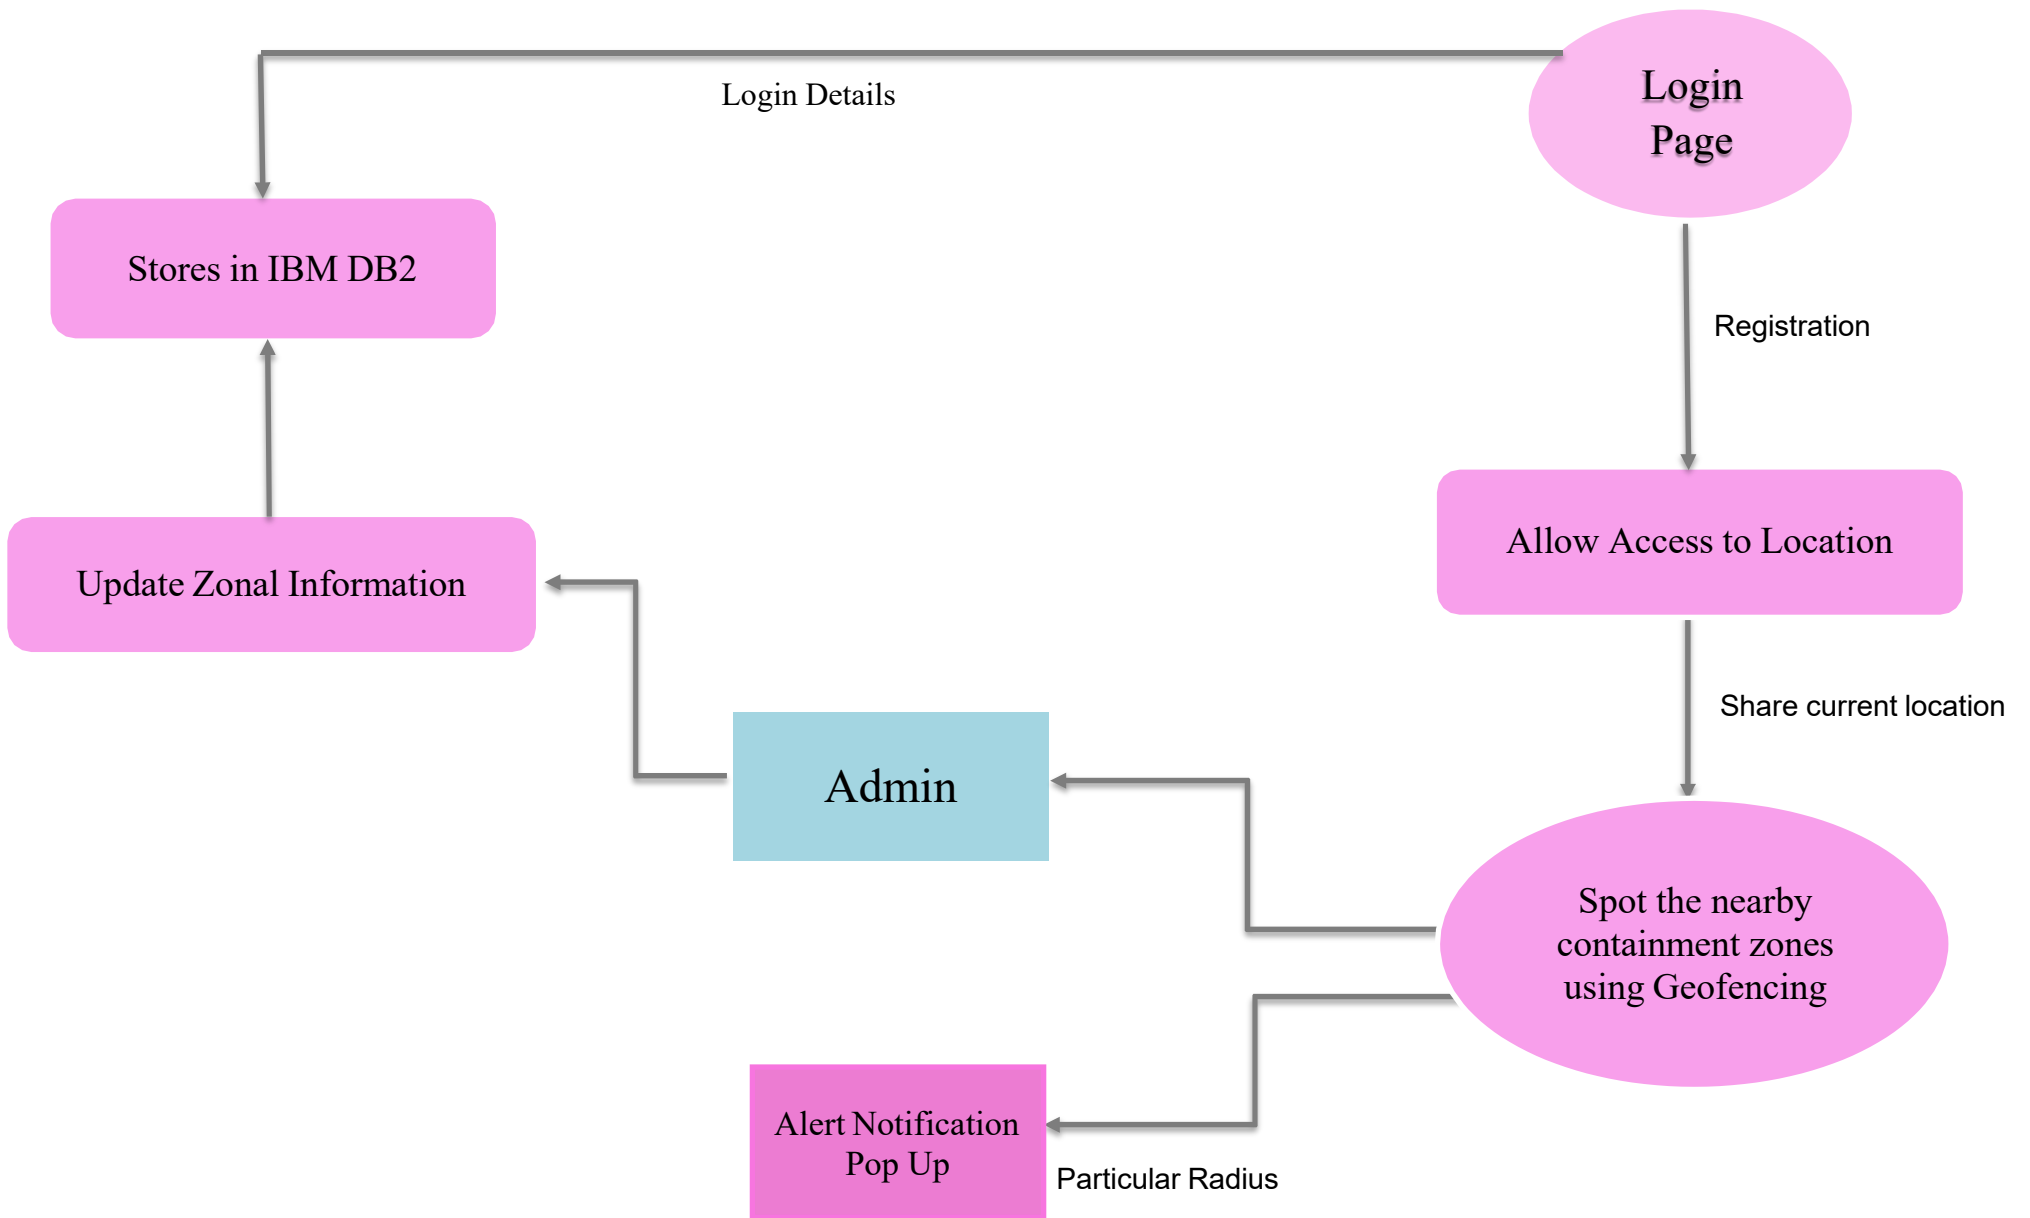 Login
Page
Login Details
Stores in IBM DB2
Registration
Allow Access to Location
Update Zonal Information
Share current location
Admin
Spot the nearby
containment zones
using Geofencing
Alert Notification
Pop Up
Particular Radius